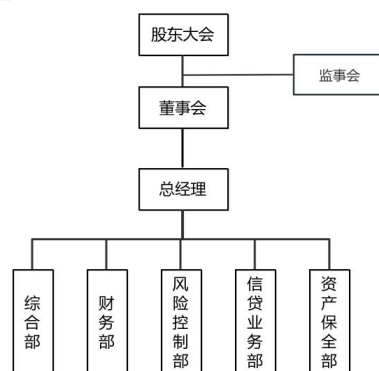 股东大会
监事会
董事会
总经理
综合部
财务部
风险控制部
信贷业务部
资产保全部